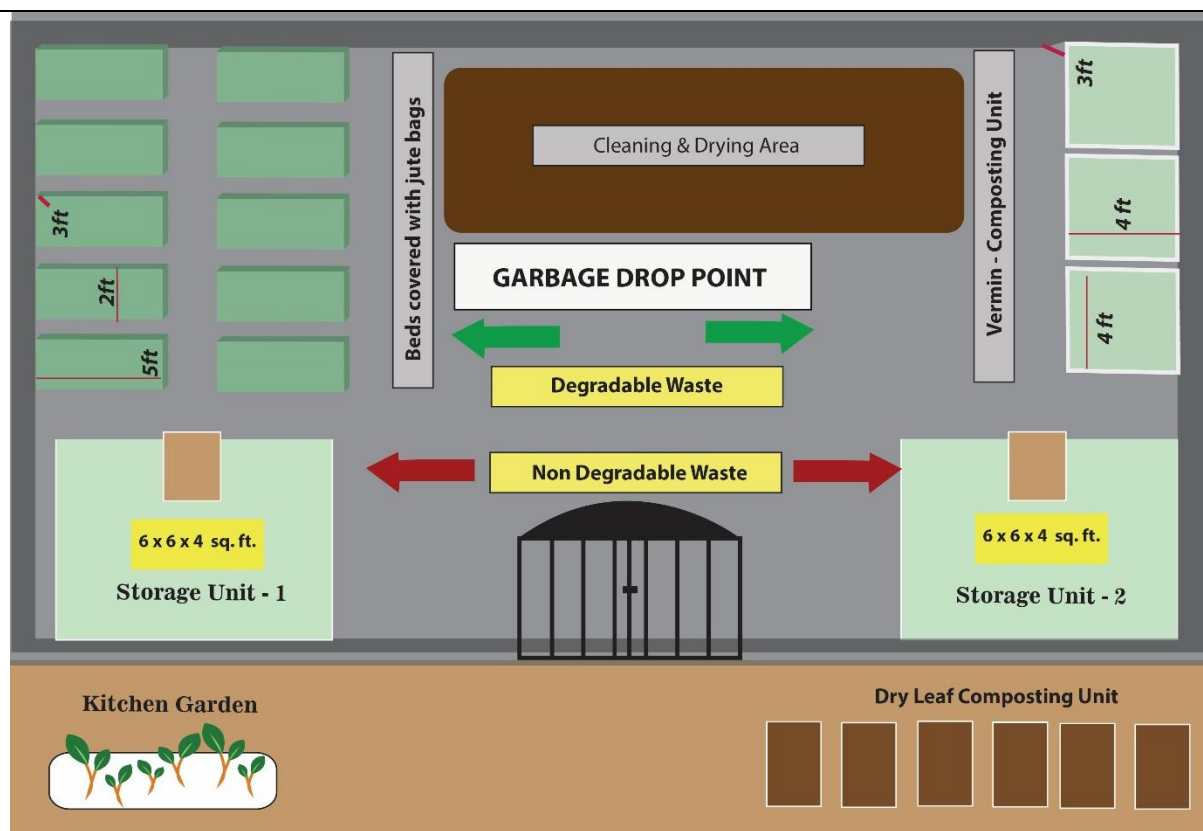 3ft
2ft
5ft
Beds covered with jute bags
Cleaning & Drying Area
GARBAGE DROP POINT
Degradable Waste
Non Degradable Waste
Vermin - Composting Unit
3ft
4 ft
4 ft
6 x 6 x 4 sq. ft.
Storage Unit - 1
6 x 6 x 4 sq. ft.
Storage Unit - 2
Kitchen Garden
Dry Leaf Composting Unit